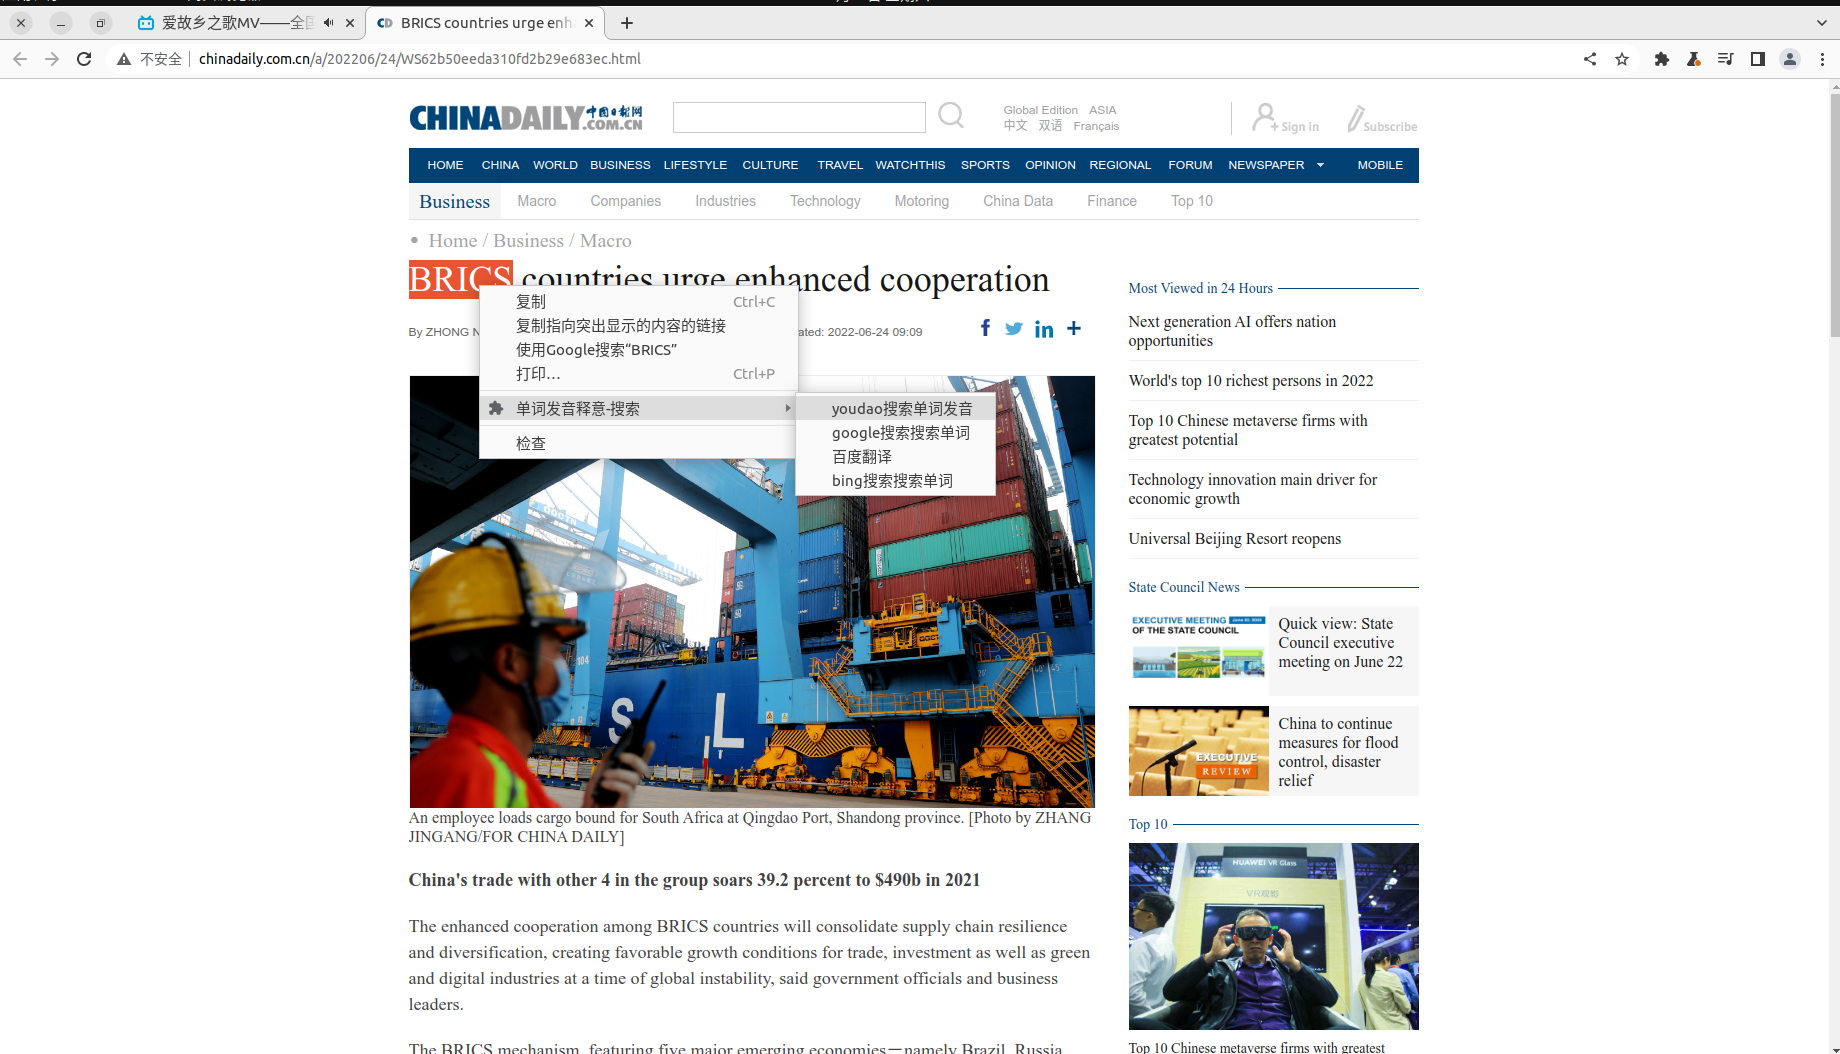 爱故乡之歌MV——全国
BRICS countries urge enh
不安全
chinadaily.com.cn/a/202206/24/WS62b50eeda310fd2b29e683ec.html
CHINADAILY 中国日报网 .COM.CN
Global Edition ASIA
中文 双语 Français
Sign in
Subscribe
HOME CHINA WORLD BUSINESS LIFESTYLE CULTURE TRAVEL WATCHTHIS SPORTS OPINION REGIONAL FORUM NEWSPAPER MOBILE
Business Macro Companies Industries Technology Motoring China Data Finance Top 10
• Home / Business / Macro
BRICS countries urge enhanced cooperation
By ZHONG N
ated: 2022-06-24 09:09
复制 Ctrl+C
复制指向突出显示的内容的链接
使用Google搜索“BRICS”
打印... Ctrl+P
单词发音释意-搜索
检查
youdao搜索单词发音
google搜索搜索单词
百度翻译
bing搜索搜索单词
104
S L
40' 45'
An employee loads cargo bound for South Africa at Qingdao Port, Shandong province. [Photo by ZHANG
JINGANG/FOR CHINA DAILY]
China's trade with other 4 in the group soars 39.2 percent to $490b in 2021
The enhanced cooperation among BRICS countries will consolidate supply chain resilience
and diversification, creating favorable growth conditions for trade, investment as well as green
and digital industries at a time of global instability, said government officials and business
leaders.
The BRICS mechanism, featuring five major emerging economies—namely Brazil, Russia,
Most Viewed in 24 Hours
Next generation AI offers nation
opportunities
World's top 10 richest persons in 2022
Top 10 Chinese metaverse firms with
greatest potential
Technology innovation main driver for
economic growth
Universal Beijing Resort reopens
State Council News
EXECUTIVE MEETING June 22, 2022
OF THE STATE COUNCIL
Quick view: State
Council executive
meeting on June 22
EXECUTIVE
REVIEW
China to continue
measures for flood
control, disaster
relief
Top 10
HUAWEI VR Glass
VR观影
Top 10 Chinese metaverse firms with greatest